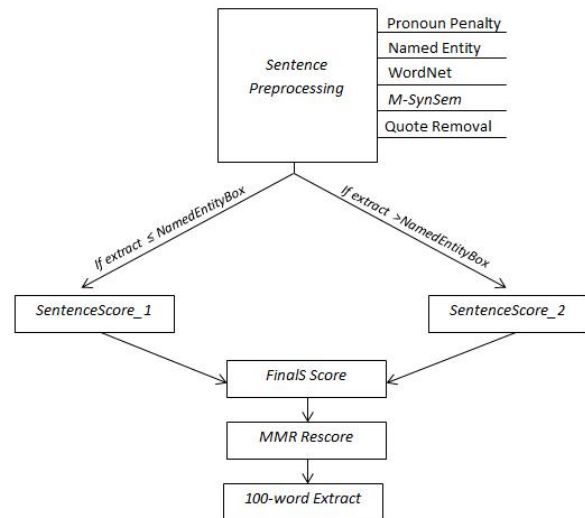 Sentence
Preprocessing
Pronoun Penalty
Named Entity
WordNet
M-SynSem
Quote Removal
If extract ≤ NamedEntityBox
If extract >NamedEntityBox
SentenceScore_1
SentenceScore_2
FinalS Score
MMR Rescore
100-word Extract